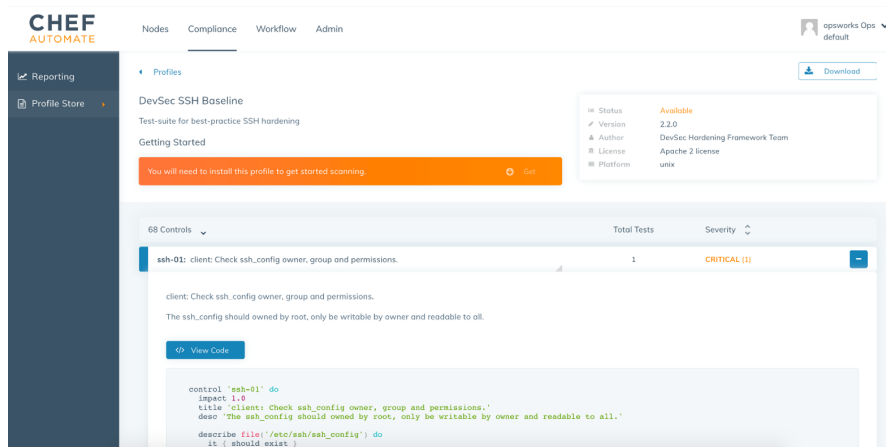 CHEF
AUTOMATE
Nodes Compliance Workflow Admin
apsworks Ops
default
Reporting
Profile Store
Profiles
Download
DevSec SSH Baseline
Test-suite for best-practice SSH hardening
Getting Started
You will need to install this profile to get started scanning. Get
Status Available
Version 2.2.0
Author DevSec Hardening Framework Team
License Apache 2 license
Platform unix
68 Controls Total Tests Severity
ssh-01: client: Check ssh_config owner, group and permissions. 1 CRITICAL (1)
client: Check ssh_config owner, group and permissions.
The ssh_config should owned by root, only be writable by owner and readable to all.
</> View Code
control 'ssh-01' do
impact 1.0
title 'client: Check ssh_config owner, group and permissions.'
desc 'The ssh_config should owned by root, only be writable by owner and readable to all.'
describe file('/etc/ssh/ssh_config') do
it { should exist }